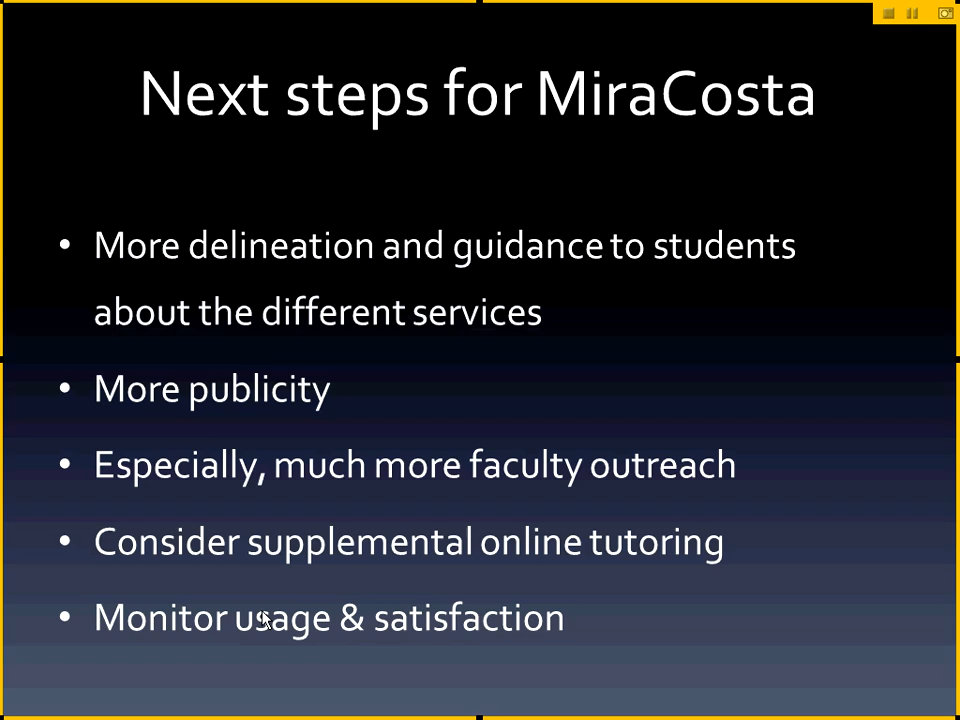 Next steps for MiraCosta
• More delineation and guidance to students
about the different services
• More publicity
• Especially, much more faculty outreach
• Consider supplemental online tutoring
• Monitor usage & satisfaction